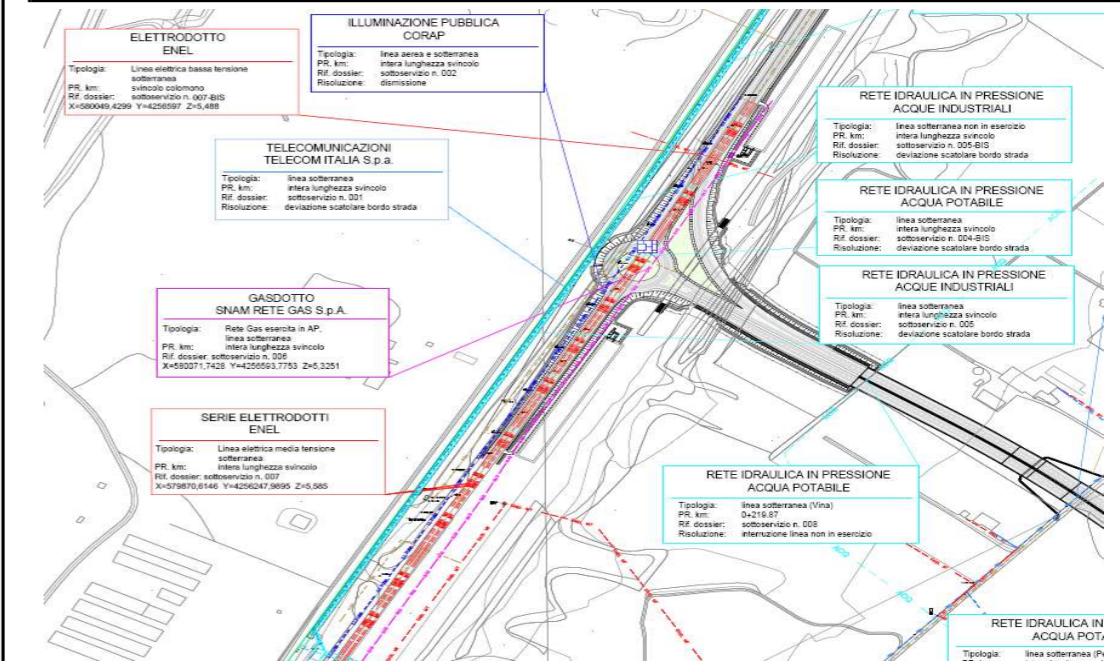 ELETTRODOTTO
ENEL
Tipologia: Linea elettrica bassa tensione
sotterranea
PR. km: svincolo colomono
Rif. dossier: sottoservizio n. 007-BIS
X=580049,4299 Y=4256597 Z=5,488
ILLUMINAZIONE PUBBLICA
CORAP
Tipologia: linea aerea e sotterranea
PR. km: intera lunghezza svincolo
Rif. dossier: sottoservizio n. 002
Risoluzione: dismissione
TELECOMUNICAZIONI
TELECOM ITALIA S.p.a.
Tipologia: linea sotterranea
PR. km: intera lunghezza svincolo
Rif. dossier: sottoservizio n. 001
Risoluzione: deviazione scatolare bordo strada
GASDOTTO
SNAM RETE GAS S.p.A.
Tipologia: Rete Gas esercita in AP.
linea sotterranea
PR. km: intera lunghezza svincolo
Rif. dossier: sottoservizio n. 006
X=580071,7428 Y=4256593,7753 Z=5,3251
SERIE ELETTRODOTTI
ENEL
Tipologia: Linea elettrica media tensione
sotterranea
PR. km: intera lunghezza svincolo
Rif. dossier: sottoservizio n. 007
X=579870,6146 Y=4256247,9895 Z=5,585
RETE IDRAULICA IN PRESSIONE
ACQUE INDUSTRIALI
Tipologia: linea sotterranea non in esercizio
PR. km: intera lunghezza svincolo
Rif. dossier: sottoservizio n. 005-BIS
Risoluzione: deviazione scatolare bordo strada
RETE IDRAULICA IN PRESSIONE
ACQUA POTABILE
Tipologia: linea sotterranea
PR. km: intera lunghezza svincolo
Rif. dossier: sottoservizio n. 004-BIS
Risoluzione: deviazione scatolare bordo strada
RETE IDRAULICA IN PRESSIONE
ACQUE INDUSTRIALI
Tipologia: linea sotterranea
PR. km: intera lunghezza svincolo
Rif. dossier: sottoservizio n. 005
Risoluzione: deviazione scatolare bordo strada
RETE IDRAULICA IN PRESSIONE
ACQUA POTABILE
Tipologia: linea sotterranea (Vina)
PR. km: 0+219.87
Rif. dossier: sottoservizio n. 008
Risoluzione: interruzione linea non in esercizio
RETE IDRAULICA IN
ACQUA POTA
Tipologia: linea sotterranea (Pe